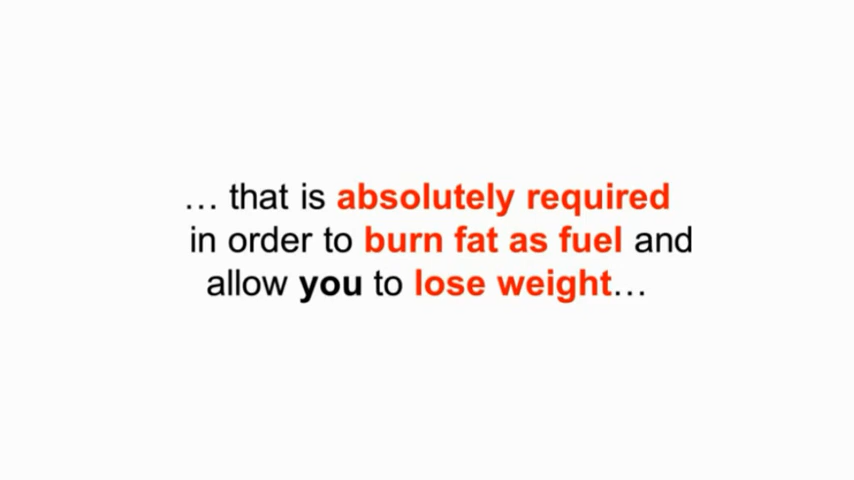 … that is absolutely required
in order to burn fat as fuel and
allow you to lose weight…